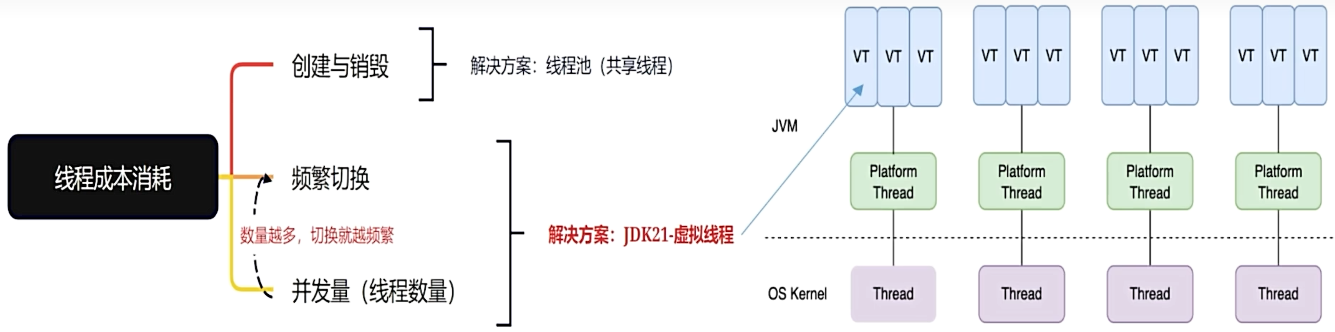 线程成本消耗
创建与销毁
解决方案：线程池（共享线程）
频繁切换
数量越多，切换就越频繁
并发量（线程数量）
解决方案：JDK21-虚拟线程
VT VT VT
VT VT VT
VT VT VT
VT VT VT
JVM
Platform
Thread
Platform
Thread
Platform
Thread
Platform
Thread
OS Kernel
Thread
Thread
Thread
Thread